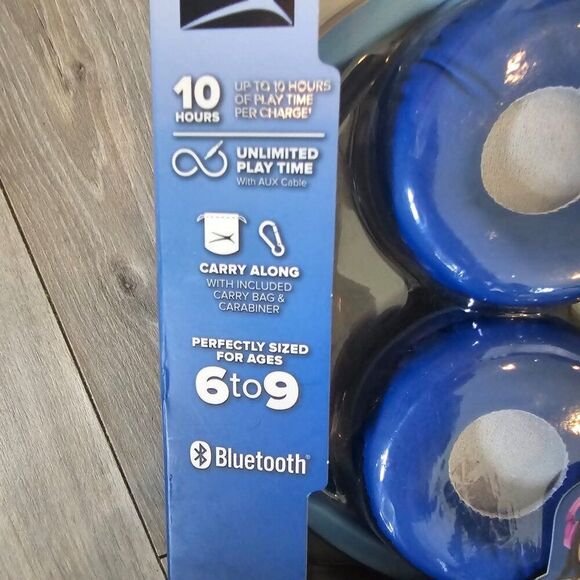 10
HOURS
UP TO 10 HOURS
OF PLAY TIME
PER CHARGE†
UNLIMITED
PLAY TIME
With AUX Cable
CARRY ALONG
WITH INCLUDED
CARRY BAG &
CARABINER
PERFECTLY SIZED
FOR AGES
6to9
Bluetooth®